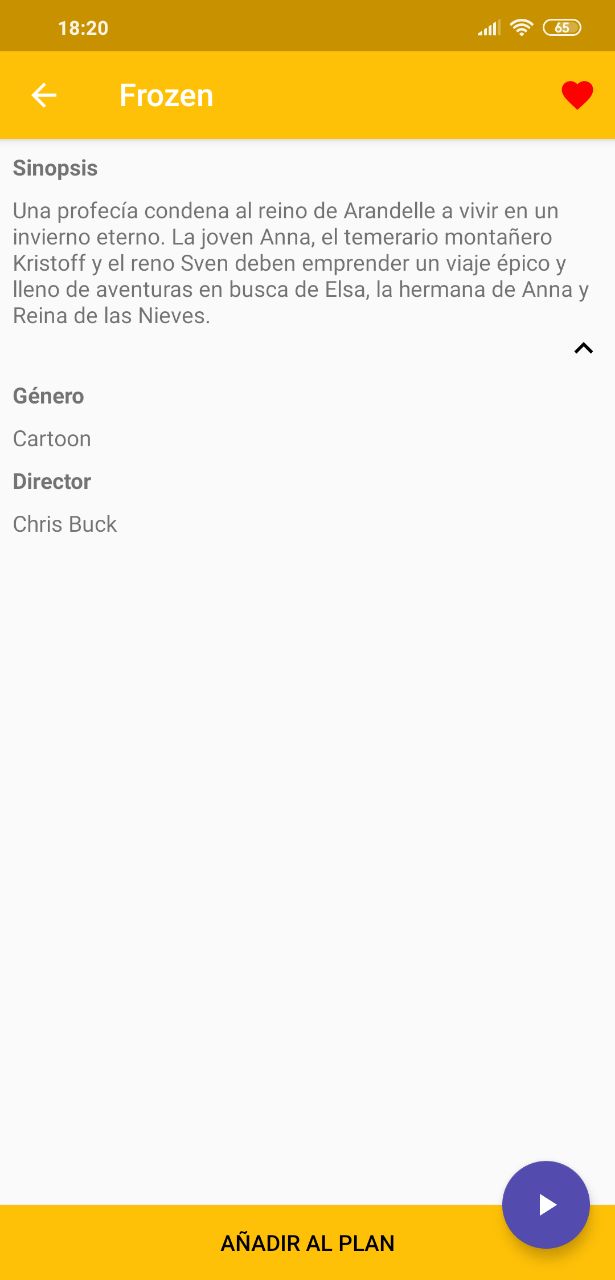 18:20
65
Frozen
Sinopsis
Una profecía condena al reino de Arandelle a vivir en un
invierno eterno. La joven Anna, el temerario montañero
Kristoff y el reno Sven deben emprender un viaje épico y
lleno de aventuras en busca de Elsa, la hermana de Anna y
Reina de las Nieves.
Género
Cartoon
Director
Chris Buck
AÑADIR AL PLAN